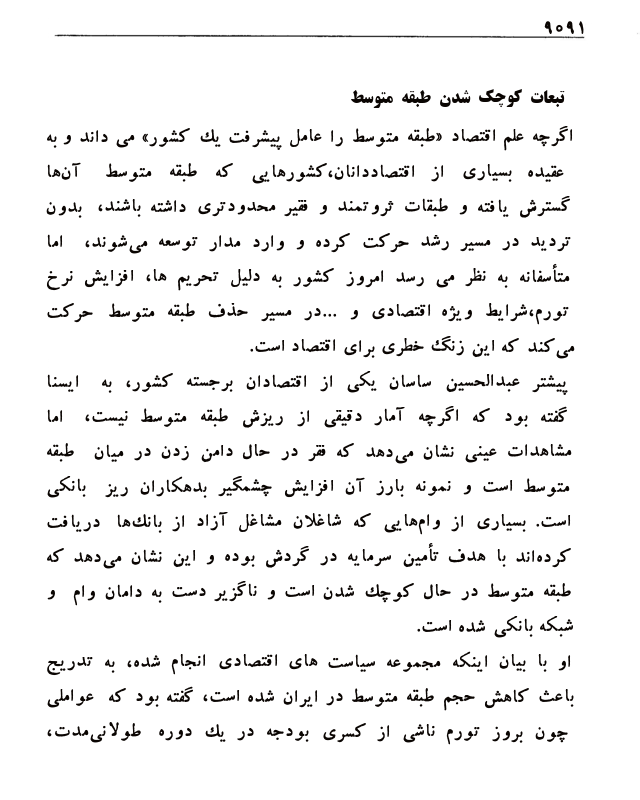 ۹۰۹۱
تبعات کوچک شدن طبقه متوسط
اگرچه علم اقتصاد «طبقه متوسط را عامل پیشرفت یك کشور» می داند و به
عقیده بسیاری از اقتصاددانان،کشورهایی که طبقه متوسط آن‌ها
گسترش یافته و طبقات ثروتمند و فقیر محدودتری داشته باشند، بدون
تردید در مسیر رشد حرکت کرده و وارد مدار توسعه می‌شوند، اما
متأسفانه به نظر می رسد امروز کشور به دلیل تحریم ها، افزایش نرخ
تورم،شرایط ویژه اقتصادی و ...در مسیر حذف طبقه متوسط حرکت
می‌کند که این زنگ خطری برای اقتصاد است.
پیشتر عبدالحسین ساسان یکی از اقتصادان برجسته کشور، به ایسنا
گفته بود که اگرچه آمار دقیقی از ریزش طبقه متوسط نیست، اما
مشاهدات عینی نشان می‌دهد که فقر در حال دامن زدن در میان طبقه
متوسط است و نمونه بارز آن افزایش چشمگیر بدهکاران ریز بانکی
است. بسیاری از وام‌هایی که شاغلان مشاغل آزاد از بانك‌ها دریافت
کرده‌اند با هدف تأمین سرمایه در گردش بوده و این نشان می‌دهد که
طبقه متوسط در حال کوچك شدن است و ناگزیر دست به دامان وام و
شبکه بانکی شده است.
او با بیان اینکه مجموعه سیاست های اقتصادی انجام شده، به تدریج
باعث کاهش حجم طبقه متوسط در ایران شده است، گفته بود که عواملی
چون بروز تورم ناشی از کسری بودجه در یك دوره طولانی‌مدت،